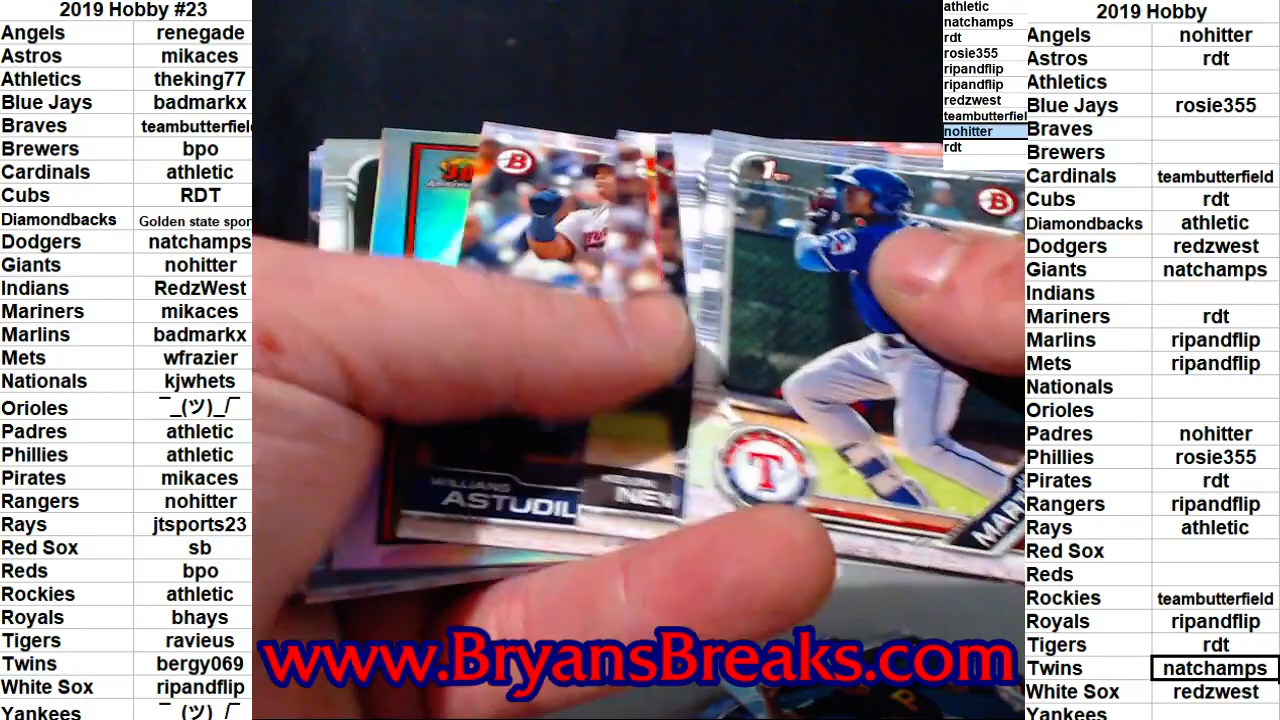 2019 Hobby #23
Angels renegade
Astros mikaces
Athletics theking77
Blue Jays badmarkx
Braves teambutterfiel
Brewers bpo
Cardinals athletic
Cubs RDT
Diamondbacks Golden state spor
Dodgers natchamps
Giants nohitter
Indians RedzWest
Mariners mikaces
Marlins badmarkx
Mets wfrazier
Nationals kjwhets
Orioles ¯_(ツ)_/¯
Padres athletic
Phillies athletic
Pirates mikaces
Rangers nohitter
Rays jtsports23
Red Sox sb
Reds bpo
Rockies athletic
Royals bhays
Tigers ravieus
Twins bergy069
White Sox ripandflip
Yankees ¯_(ツ)_/¯
B
1st
B
WILLIANS
ASTUDIL
NEW
T
MART
www.BryansBreaks.com
athletic
natchamps
rdt
rosie355
ripandflip
ripandflip
redzwest
teambutterfiel
nohitter
rdt
2019 Hobby
Angels nohitter
Astros rdt
Athletics
Blue Jays rosie355
Braves
Brewers
Cardinals teambutterfield
Cubs rdt
Diamondbacks athletic
Dodgers redzwest
Giants natchamps
Indians
Mariners rdt
Marlins ripandflip
Mets ripandflip
Nationals
Orioles
Padres nohitter
Phillies rosie355
Pirates rdt
Rangers ripandflip
Rays athletic
Red Sox
Reds
Rockies teambutterfield
Royals ripandflip
Tigers rdt
Twins natchamps
White Sox redzwest
Yankees